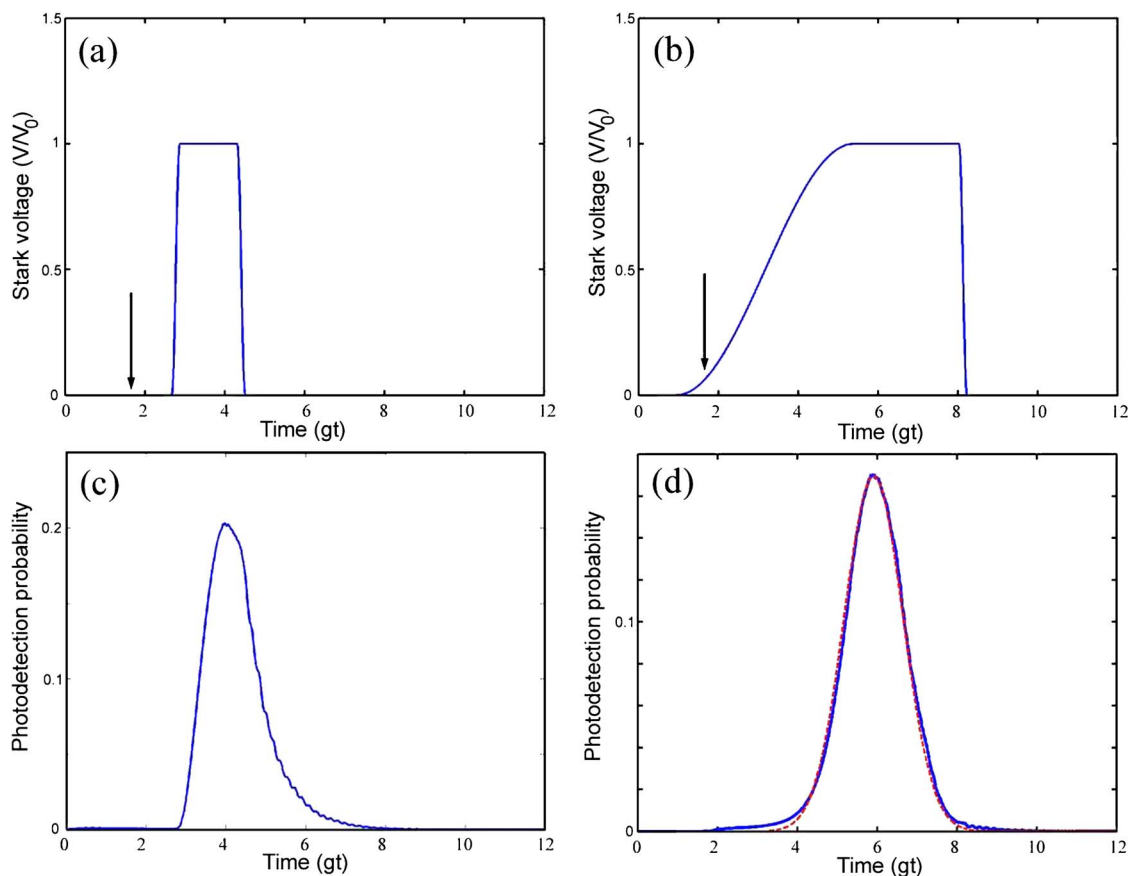 (a)
Stark voltage (V/V0)
1.5
1
0.5
0
0 2 4 6 8 10 12
Time (gt)
(b)
Stark voltage (V/V0)
1.5
1
0.5
0
0 2 4 6 8 10 12
Time (gt)
(c)
Photodetection probability
0.2
0.1
0
0 2 4 6 8 10 12
Time (gt)
(d)
Photodetection probability
0.1
0
0 2 4 6 8 10 12
Time (gt)